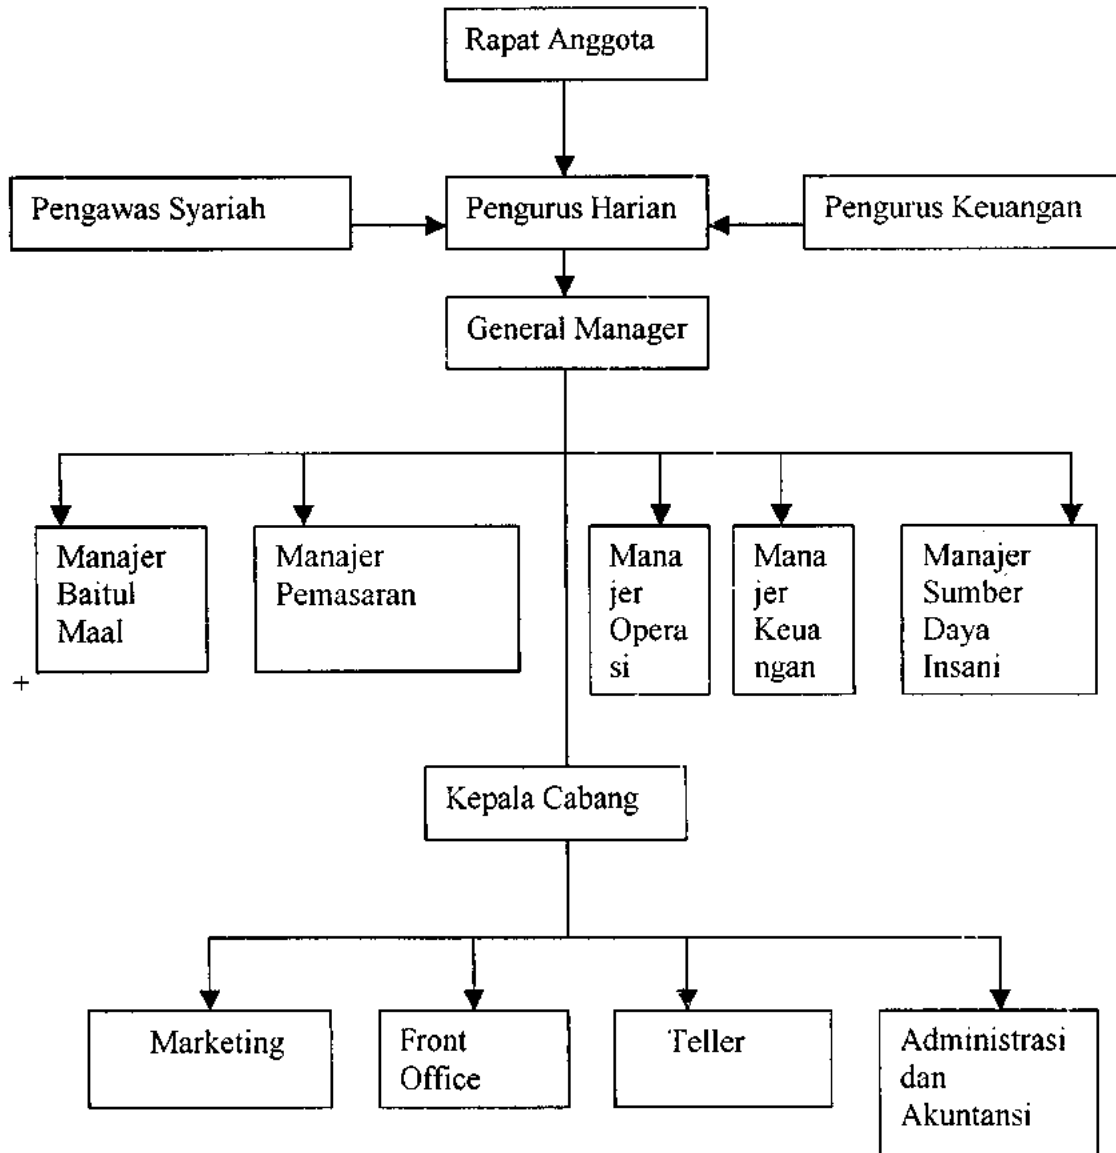 Rapat Anggota
Pengawas Syariah
Pengurus Harian
Pengurus Keuangan
General Manager
Manajer
Baitul
Maal
Manajer
Pemasaran
Mana
jer
Opera
si
Mana
jer
Keua
ngan
Manajer
Sumber
Daya
Insani
+
Kepala Cabang
Marketing
Front
Office
Teller
Administrasi
dan
Akuntansi